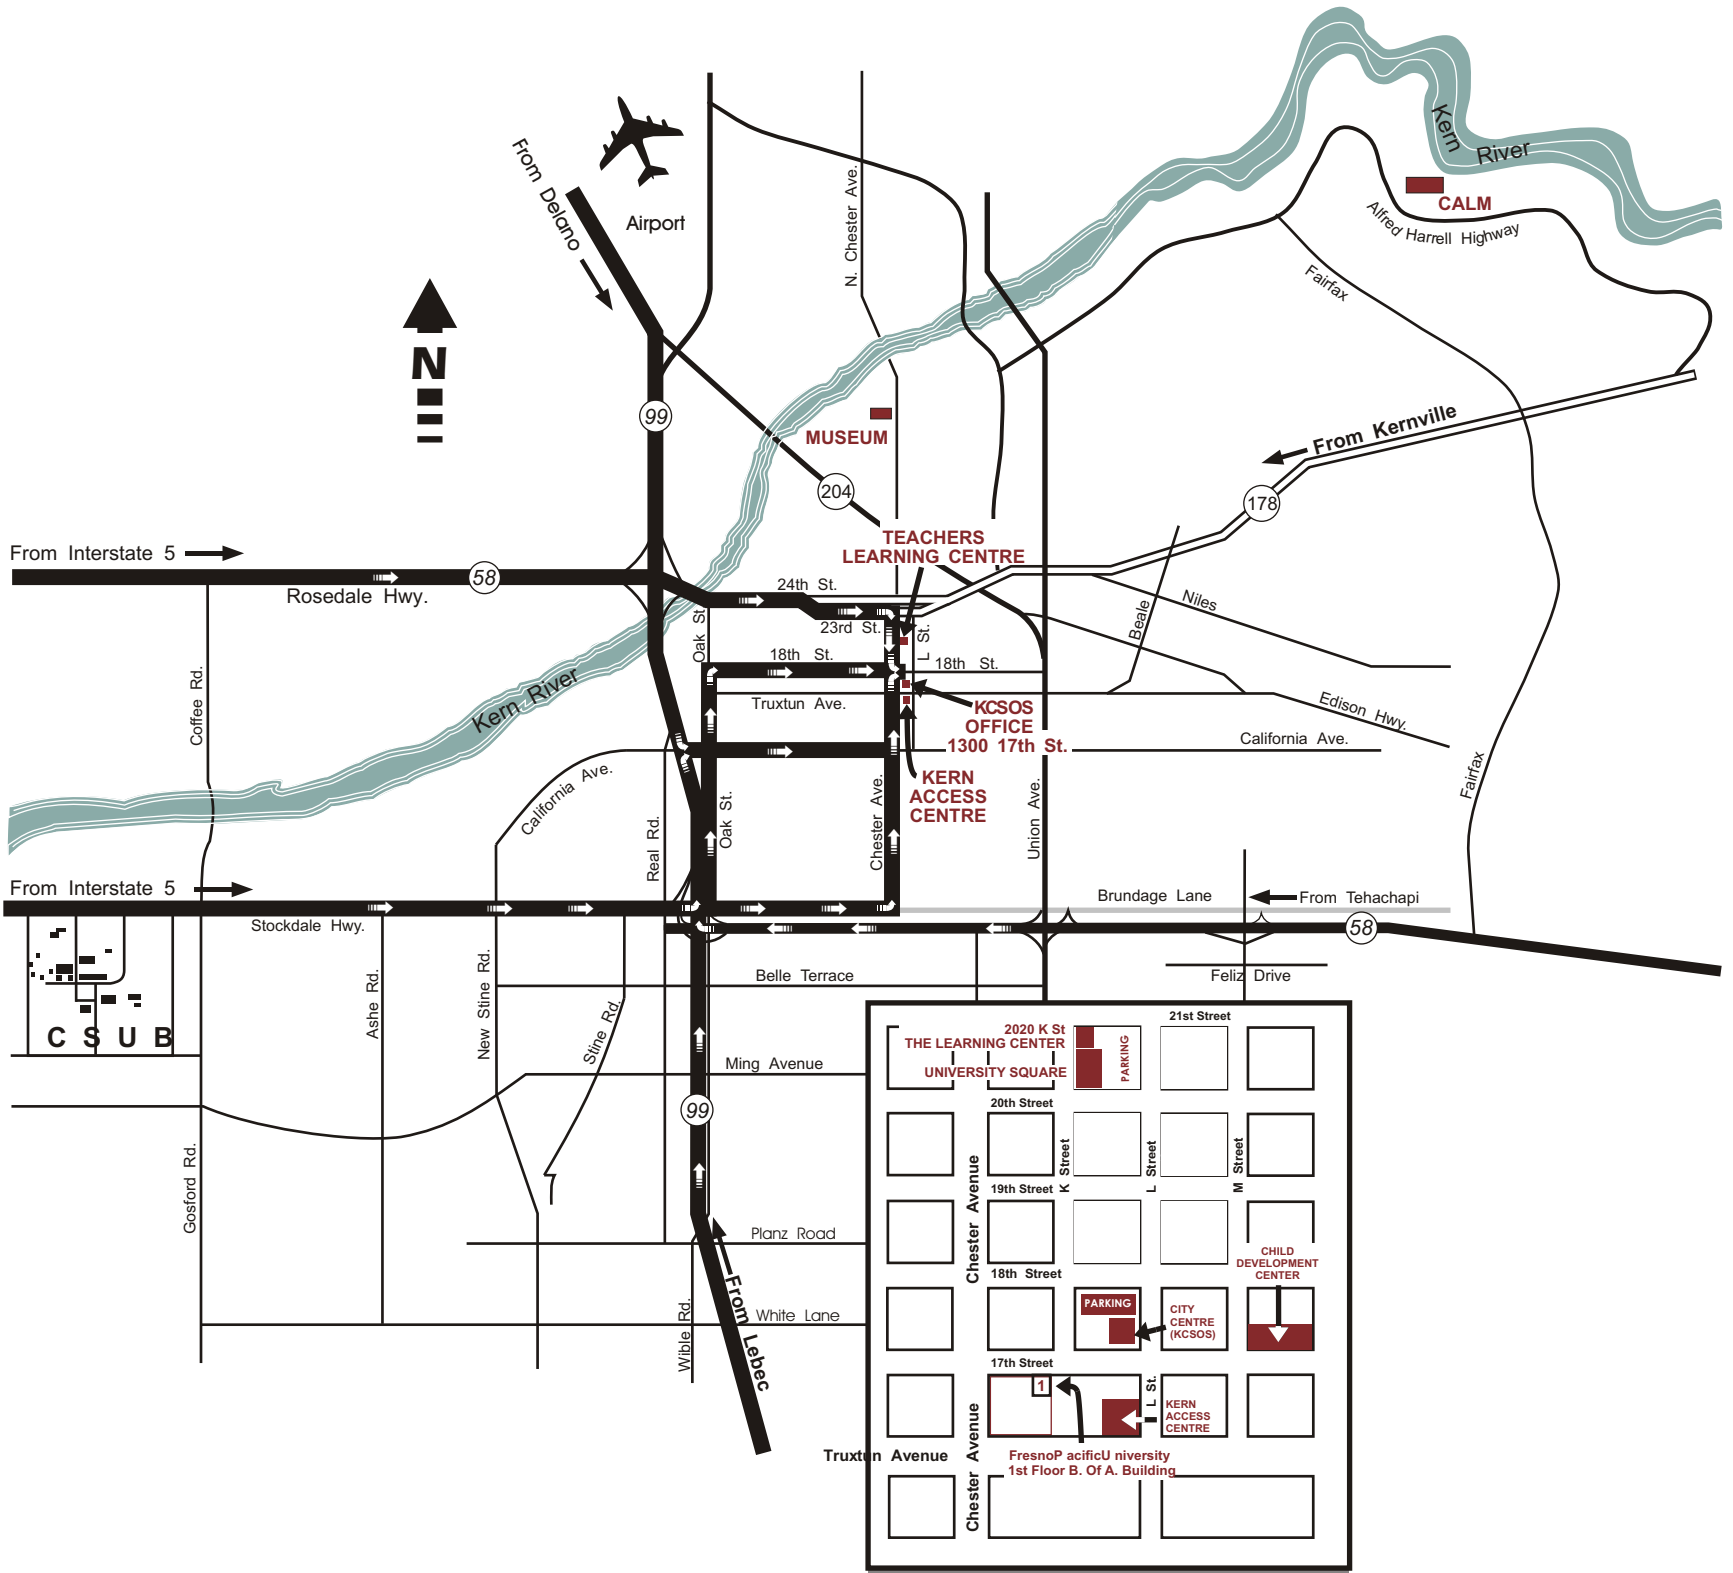 Kern
River
From Delano
N. Chester Ave.
Airport
CALM
Alfred Harrell Highway
Fairfax
N
99
MUSEUM
From Kernville
204
178
TEACHERS
LEARNING CENTRE
From Interstate 5
58
Rosedale Hwy.
24th St.
23rd St.
Oak St
L St.
Beale
Niles
18th St.
18th St.
Coffee Rd.
Kern River
Truxtun Ave.
KCSOS
OFFICE
1300 17th St.
Edison Hwy.
California Ave.
California Ave.
KERN
ACCESS
CENTRE
Real Rd.
Oak St.
Chester Ave.
Union Ave.
Fairfax
From Interstate 5
Stockdale Hwy.
Brundage Lane
From Tehachapi
58
Belle Terrace
Feliz Drive
C S U B
Ashe Rd.
New Stine Rd.
Stine Rd.
Ming Avenue
99
Gosford Rd.
Planz Road
From Lebec
Wible Rd.
White Lane
21st Street
2020 K St
THE LEARNING CENTER
UNIVERSITY SQUARE
PARKING
20th Street
Chester Avenue
K Street
L Street
M Street
19th Street
18th Street
CHILD
DEVELOPMENT
CENTER
PARKING
CITY
CENTRE
(KCSOS)
17th Street
1
L St.
KERN
ACCESS
CENTRE
Chester Avenue
Truxtun Avenue
FresnoP acificU niversity
1st Floor B. Of A. Building